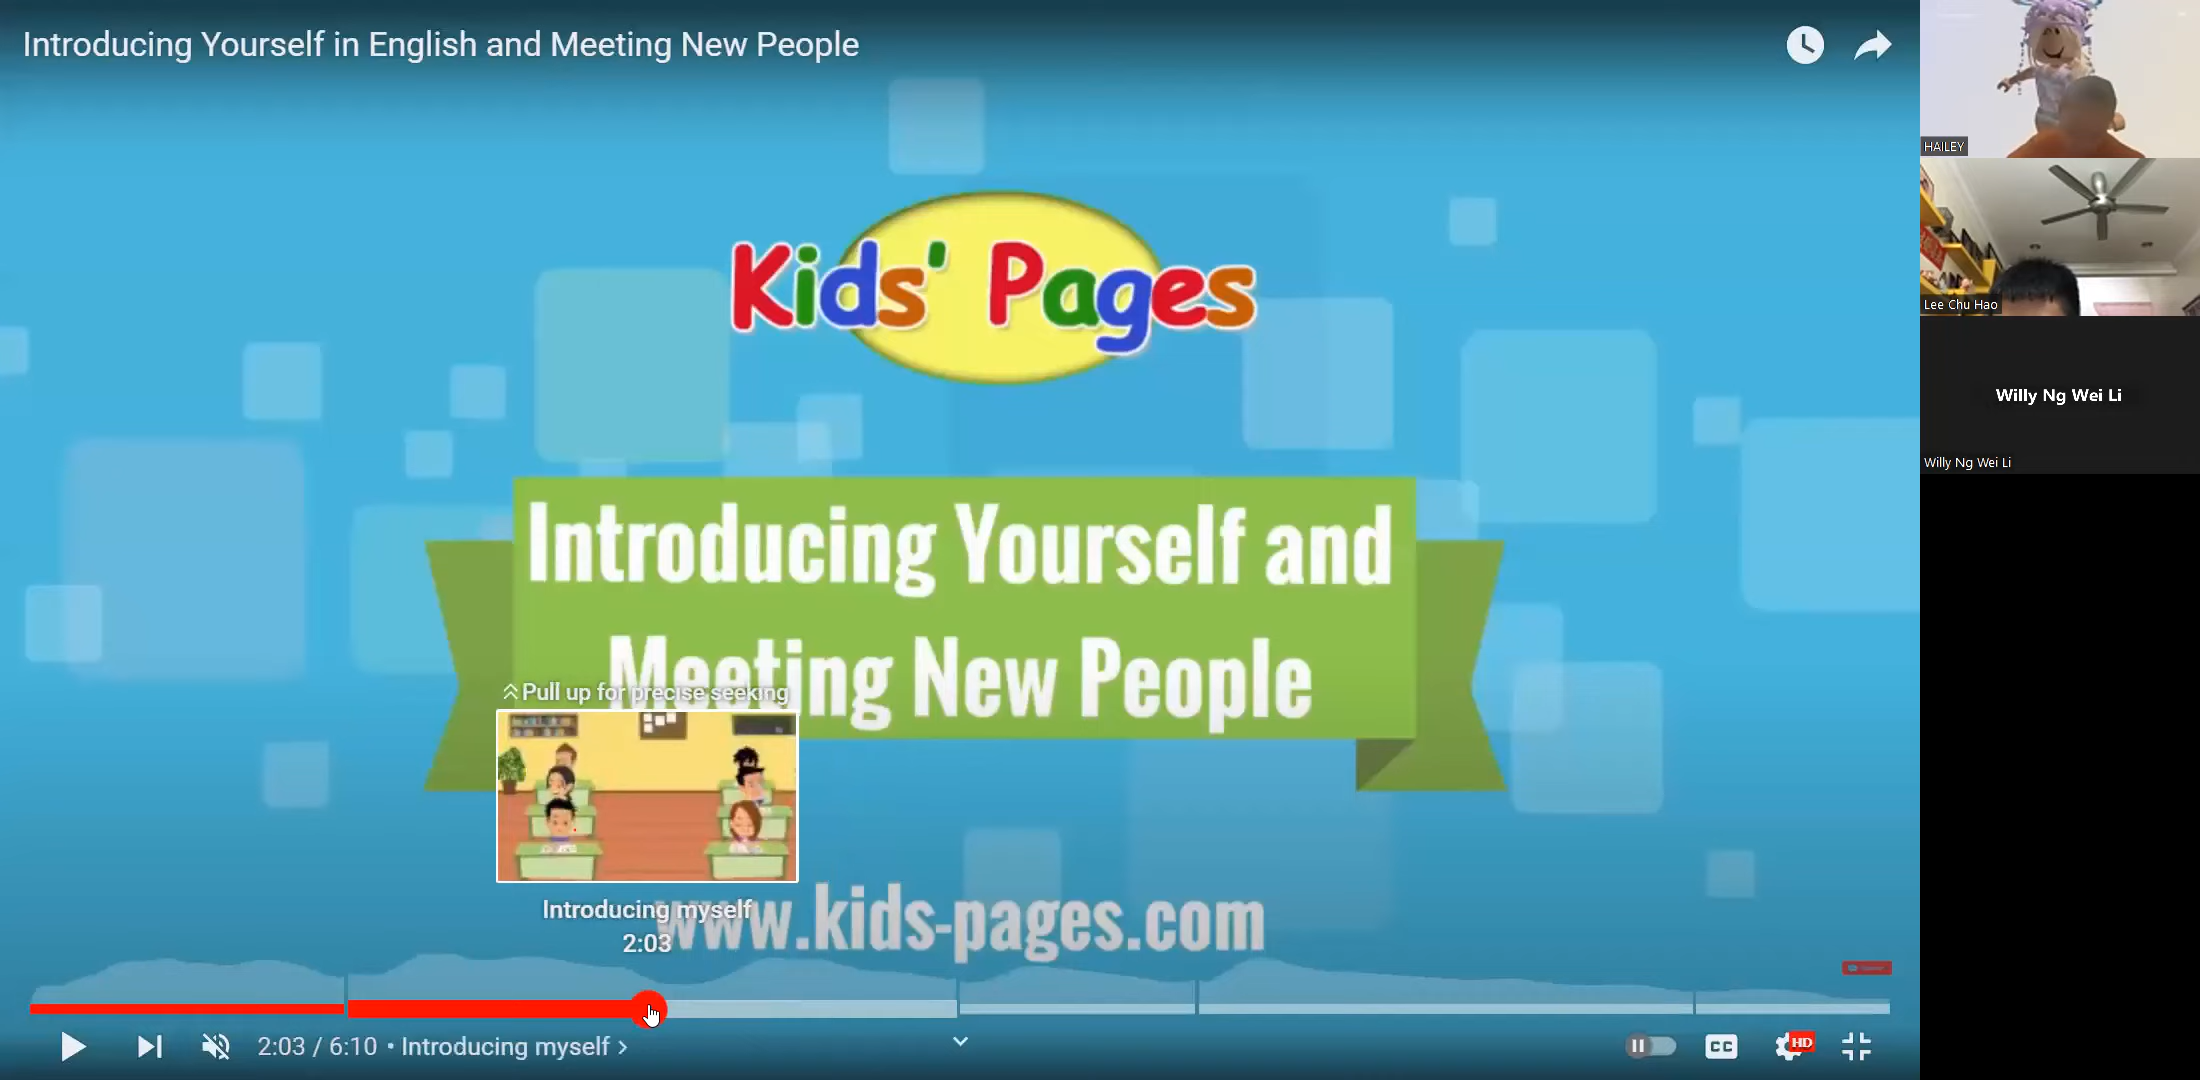 Introducing Yourself in English and Meeting New People
HAILEY
Lee Chu Hao
Willy Ng Wei Li
Willy Ng Wei Li
Kids' Pages
Introducing Yourself and
Meeting New People
Pull up for precise seeking
Introducing myself
2:03
www.kids-pages.com
2:03 / 6:10 • Introducing myself
CC
HD